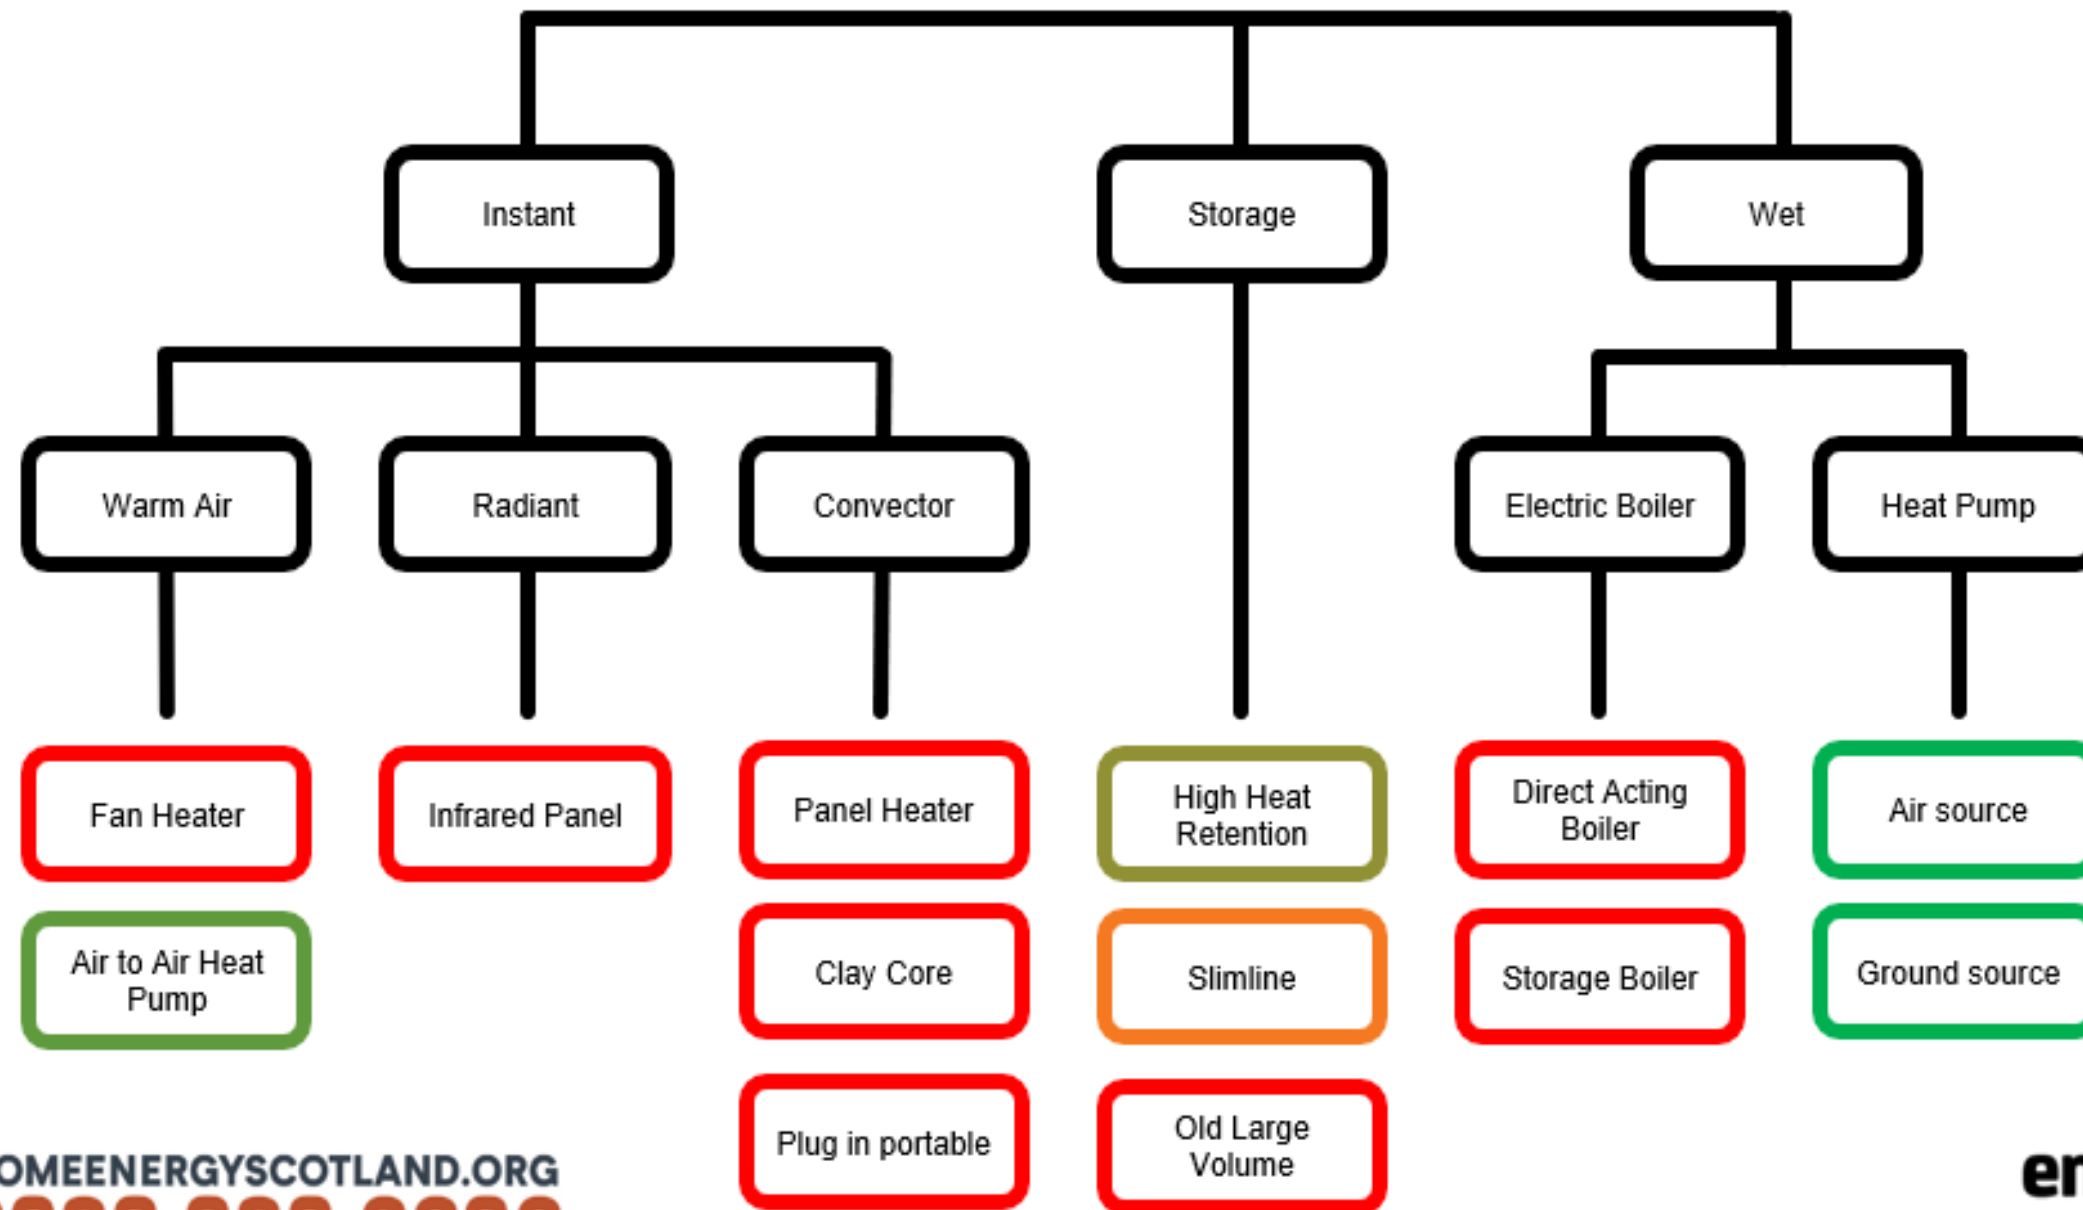 Instant
Storage
Wet
Warm Air
Radiant
Convector
Electric Boiler
Heat Pump
Fan Heater
Infrared Panel
Panel Heater
High Heat
Retention
Direct Acting
Boiler
Air source
Air to Air Heat
Pump
Clay Core
Slimline
Storage Boiler
Ground source
Plug in portable
Old Large
Volume
OMEENERGYSCOTLAND.ORG
en